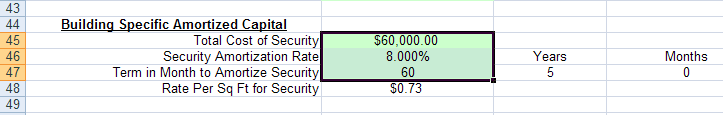 43
44 Building Specific Amortized Capital
45 Total Cost of Security $60,000.00
46 Security Amortization Rate 8.000% Years Months
47 Term in Month to Amortize Security 60 5 0
48 Rate Per Sq Ft for Security $0.73
49